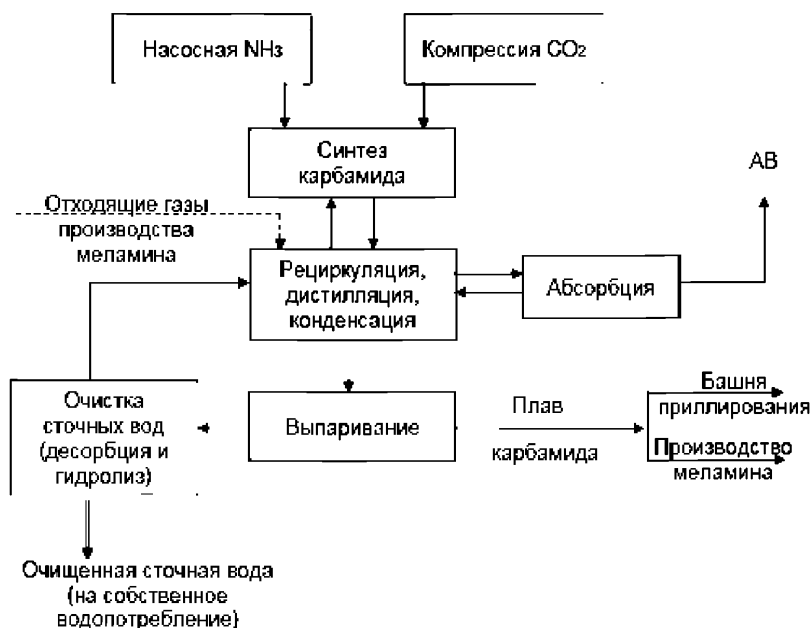 Насосная NH3
Компрессия CO2
Синтез
карбамида
АВ
Отходящие газы
производства
меламина
Рециркуляция,
дистилляция,
конденсация
Абсорбция
Очистка
сточных вод
(десорбция и
гидролиз)
Выпаривание
Плав
карбамида
Башня
приллирования
Производство
меламина
Очищенная сточная вода
(на собственное
водопотребление)